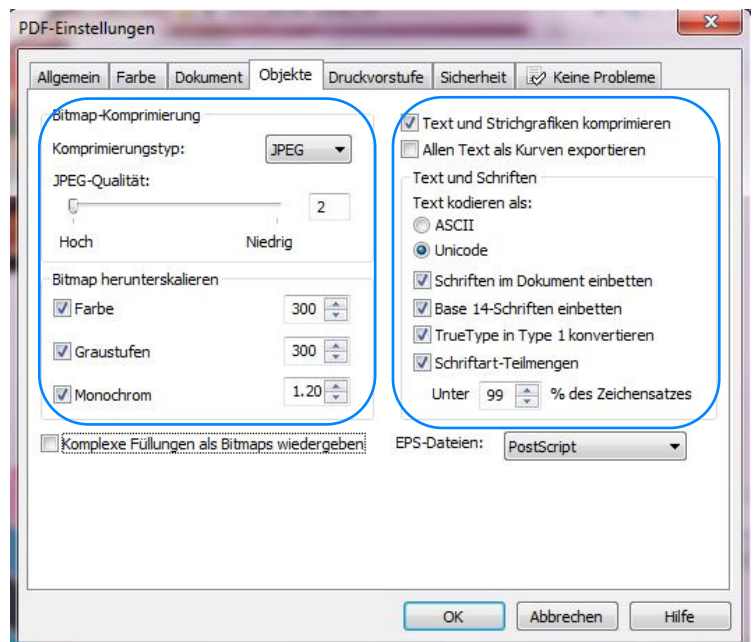 PDF-Einstellungen
Allgemein Farbe Dokument Objekte Druckvorstufe Sicherheit Keine Probleme
Bitmap-Komprimierung
Komprimierungstyp: JPEG
JPEG-Qualität:
2
Hoch Niedrig
Bitmap herunterskalieren
Farbe 300
Graustufen 300
Monochrom 1.20
Komplexe Füllungen als Bitmaps wiedergeben
Text und Strichgrafiken komprimieren
Allen Text als Kurven exportieren
Text und Schriften
Text kodieren als:
ASCII
Unicode
Schriften im Dokument einbetten
Base 14-Schriften einbetten
TrueType in Type 1 konvertieren
Schriftart-Teilmengen
Unter 99 % des Zeichensatzes
EPS-Dateien: PostScript
OK Abbrechen Hilfe